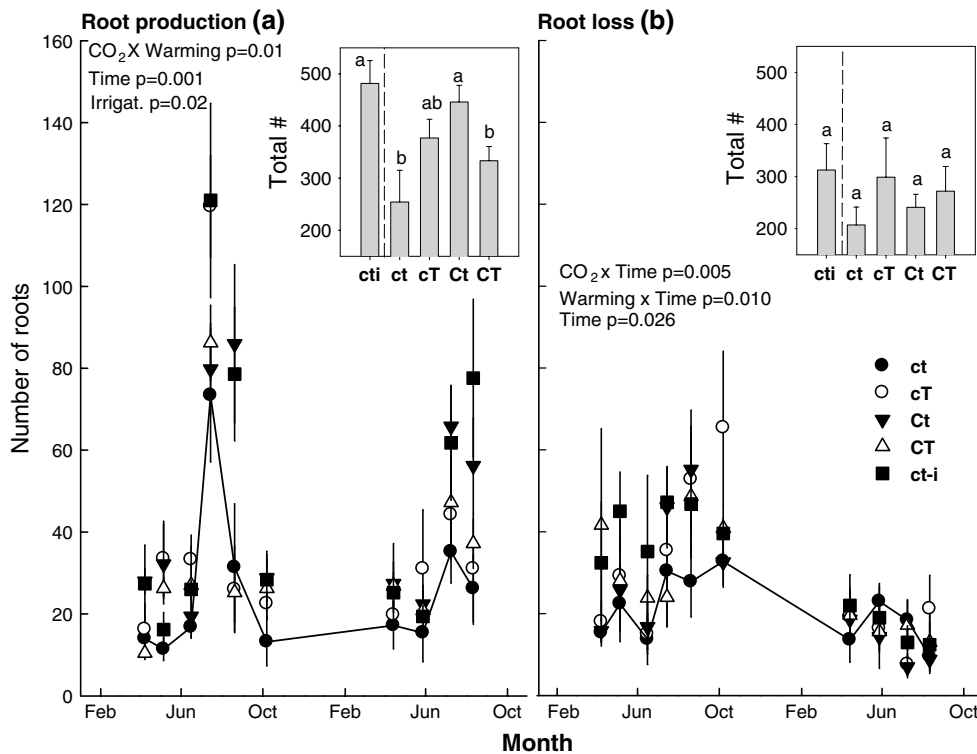 Root production (a)
CO2X Warming p=0.01
Time p=0.001
Irrigat. p=0.02
160
140
120
100
80
60
40
20
0
Number of roots
Feb Jun Oct Feb Jun Oct
Total #
500
400
300
200
a b ab a b
cti ct cT Ct CT
Root loss (b)
Total #
500
400
300
200
a a a a a
cti ct cT Ct CT
CO2 x Time p=0.005
Warming x Time p=0.010
Time p=0.026
ct
cT
Ct
CT
ct-i
Feb Jun Oct Feb Jun Oct
Month